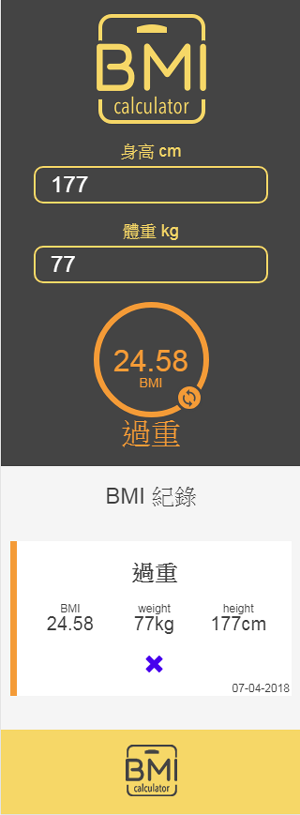 BMI
calculator
身高 cm
177
體重 kg
77
24.58
BMI
過重
BMI 紀錄
過重
BMI weight height
24.58 77kg 177cm
07-04-2018
BMI
calculator